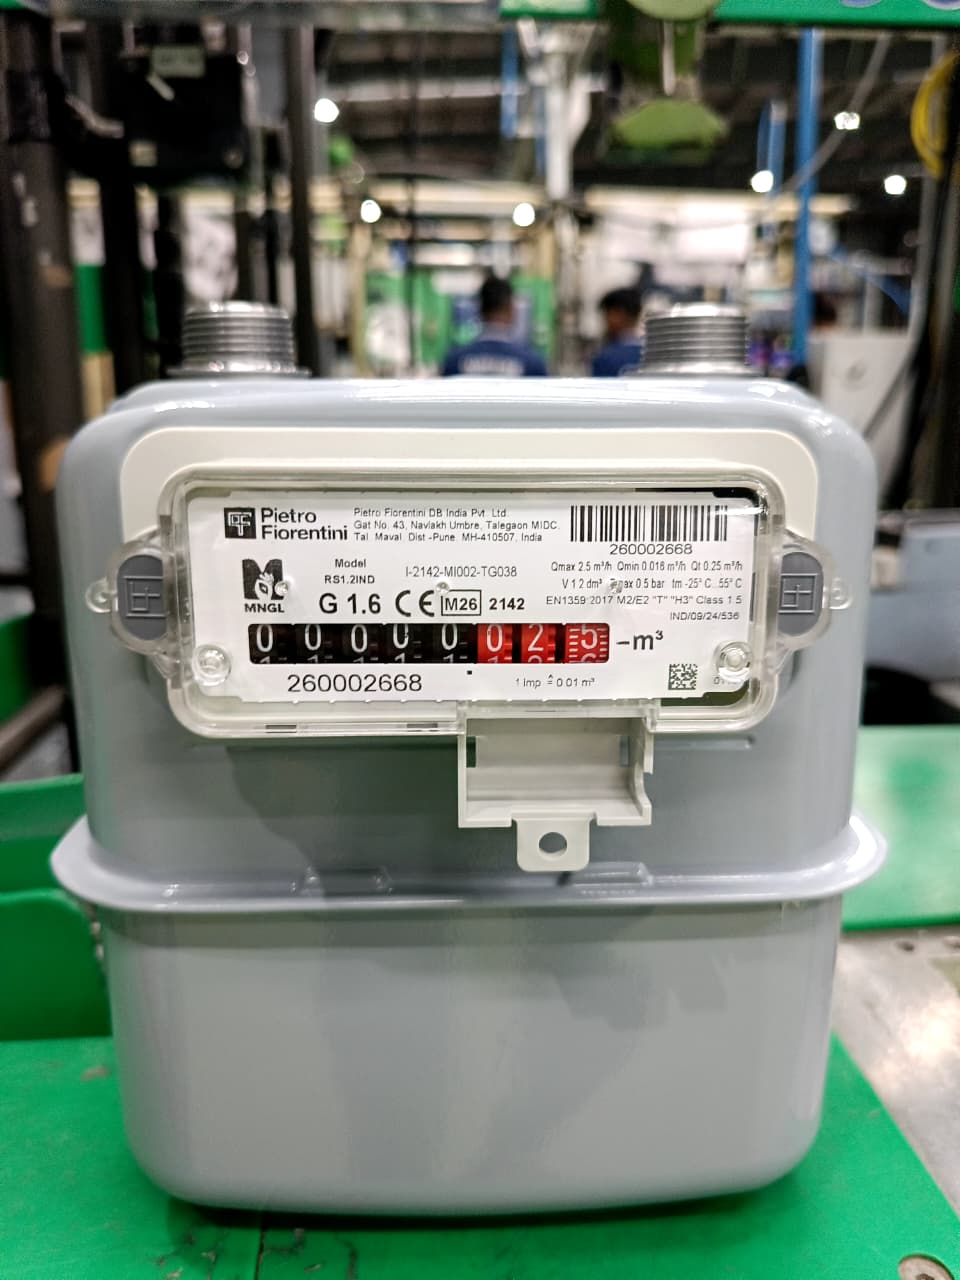 Pietro
Fiorentini
Pietro Fiorentini DB India Pvt. Ltd.
Gat No. 43, Navlakh Umbre, Talegaon MIDC.
Tal. Maval. Dist -Pune. MH-410507, India
260002668
MNGL
Model
RS1.2IND
I-2142-MI002-TG038
G 1.6 CE M26 2142
Qmax 2.5 m³/h Qmin 0.016 m³/h Qt 0.25 m³/h
V 1.2 dm³ Pmax 0.5 bar tm -25° C...55° C
EN1359:2017 M2/E2 "T" "H3" Class 1.5
IND/09/24/536
0 0 0 0 0 0 2 5 m³
260002668
1 imp ≙ 0.01 m³